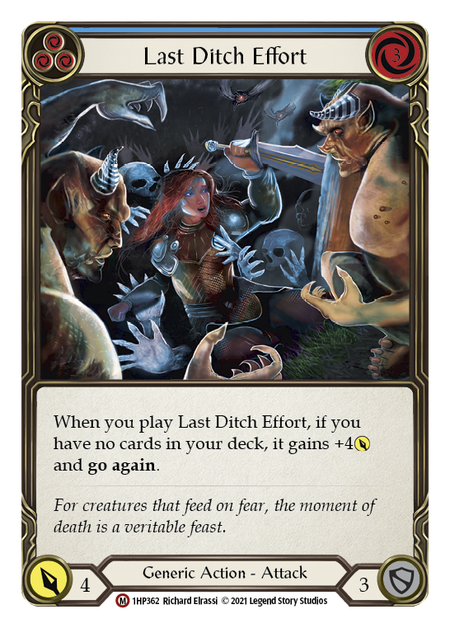 Last Ditch Effort
3
When you play Last Ditch Effort, if you
have no cards in your deck, it gains +4
and go again.
For creatures that feed on fear, the moment of
death is a veritable feast.
4
Generic Action - Attack
3
M 1HP362 Richard Elrassi © 2021 Legend Story Studios